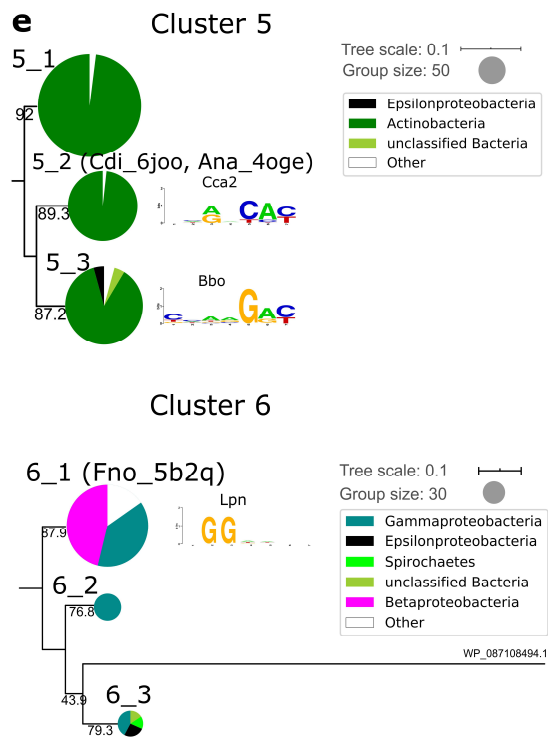 e
Cluster 5
5_1
Tree scale: 0.1
Group size: 50
Epsilonproteobacteria
Actinobacteria
unclassified Bacteria
Other
92
5_2 (Cdi_6joo, Ana_4oge)
Cca2
89.3
5_3
Bbo
87.2
Cluster 6
6_1 (Fno_5b2q)
Lpn
Tree scale: 0.1
Group size: 30
Gammaproteobacteria
Epsilonproteobacteria
Spirochaetes
unclassified Bacteria
Betaproteobacteria
Other
87.9
6_2
76.8
WP_087108494.1
6_3
43.9
79.3